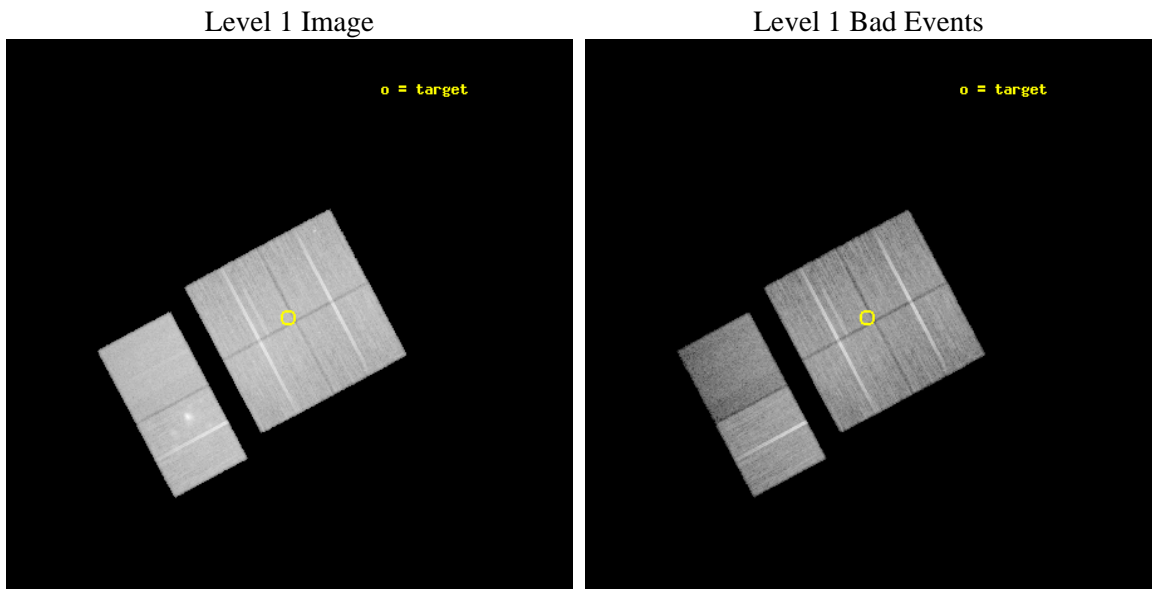 Level 1 Image
Level 1 Bad Events
o = target
o = target